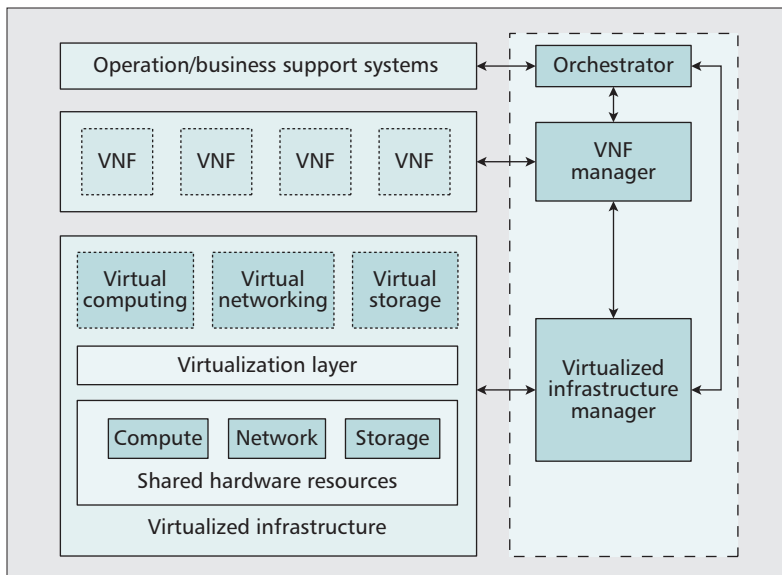 Operation/business support systems
Orchestrator
VNF
VNF
VNF
VNF
VNF
manager
Virtual
computing
Virtual
networking
Virtual
storage
Virtualization layer
Compute
Network
Storage
Shared hardware resources
Virtualized infrastructure
Virtualized
infrastructure
manager